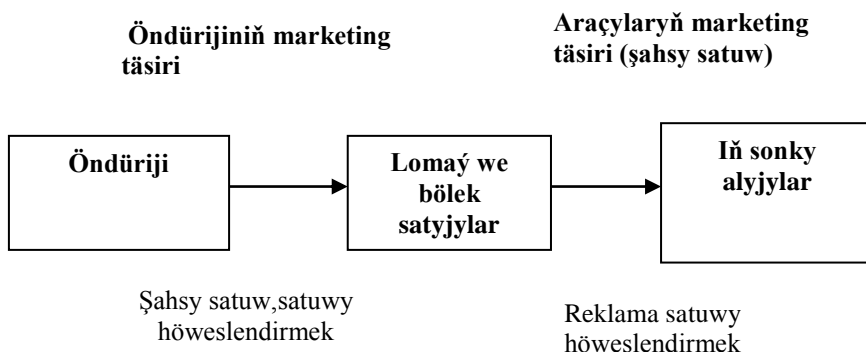 Öndürijiniň marketing
täsiri
Araçylaryň marketing
täsiri (şahsy satuw)
Öndüriji
Lomaý we
bölek
satyjylar
Iň sonky
alyjylar
Şahsy satuw,satuwy
höweslendirmek
Reklama satuwy
höweslendirmek